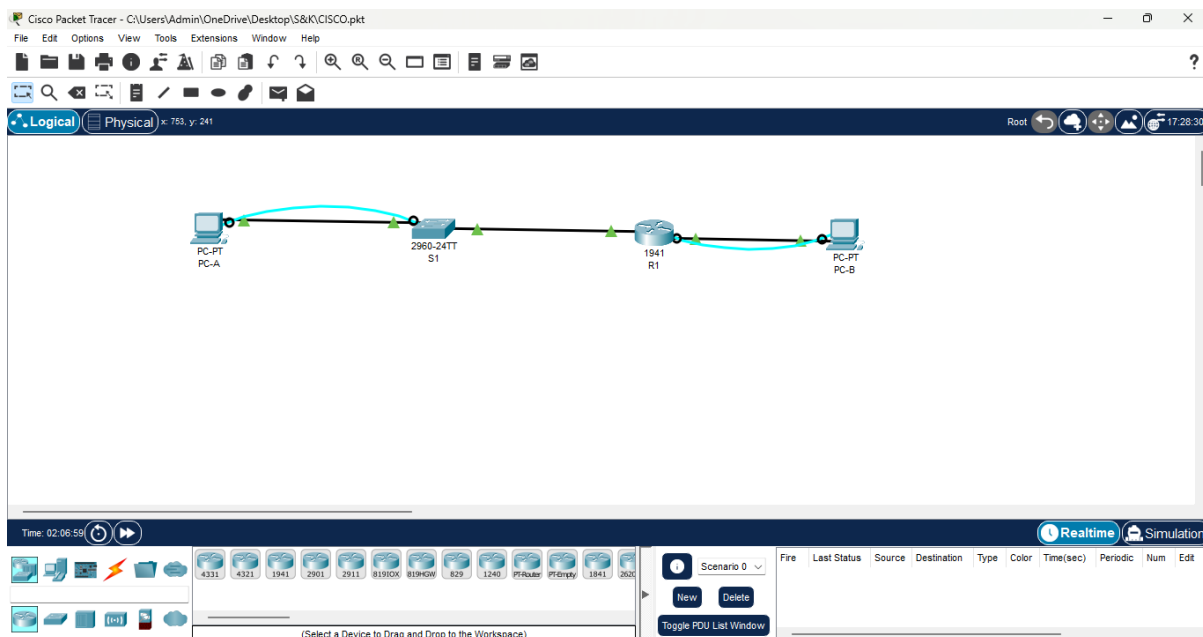 Cisco Packet Tracer - C:\Users\Admin\OneDrive\Desktop\S&K\CISCO.pkt
File Edit Options View Tools Extensions Window Help
?
Logical Physical x: 753, y: 241 Root 17:28:30
PC-PT
PC-A
2960-24TT
S1
1941
R1
PC-PT
PC-B
Time: 02:06:59 Realtime Simulation
4331 4321 1941 2901 2911 819IOX 819HGW 829 1240 PT-Router PT-Empty 1841 262
Scenario 0
New Delete
Toggle PDU List Window
Fire Last Status Source Destination Type Color Time(sec) Periodic Num Edit
(Select a Device to Drag and Drop to the Workspace)